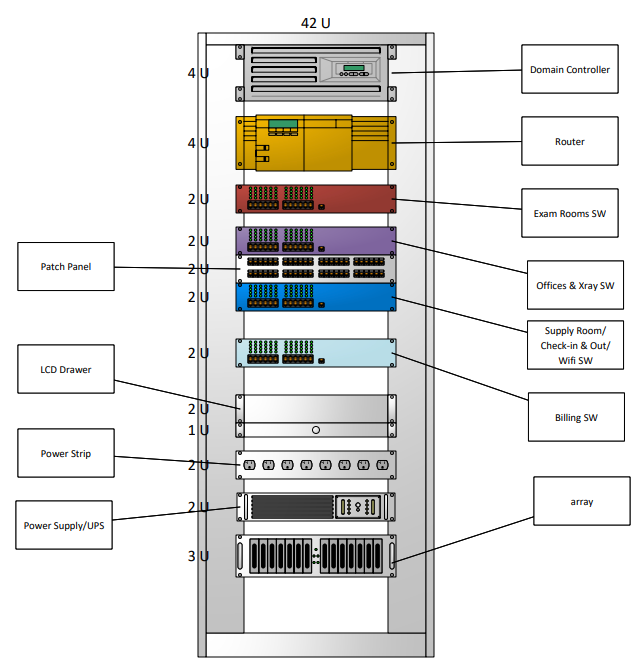 42 U
4 U
Domain Controller
4 U
Router
2 U
Exam Rooms SW
2 U
Patch Panel
2 U
Offices & Xray SW
2 U
Supply Room/
Check-in & Out/
Wifi SW
2 U
LCD Drawer
2 U
Billing SW
1 U
Power Strip
2 U
2 U
array
Power Supply/UPS
3 U